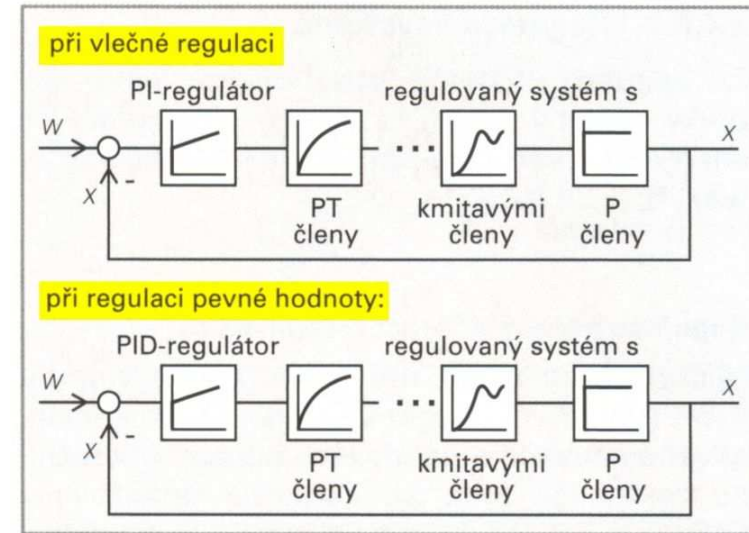 při vlečné regulaci
PI-regulátor
regulovaný systém s
W
X
X
-
PT
členy
kmitavými
členy
P
členy
při regulaci pevné hodnoty:
PID-regulátor
regulovaný systém s
W
X
X
-
PT
členy
kmitavými
členy
P
členy